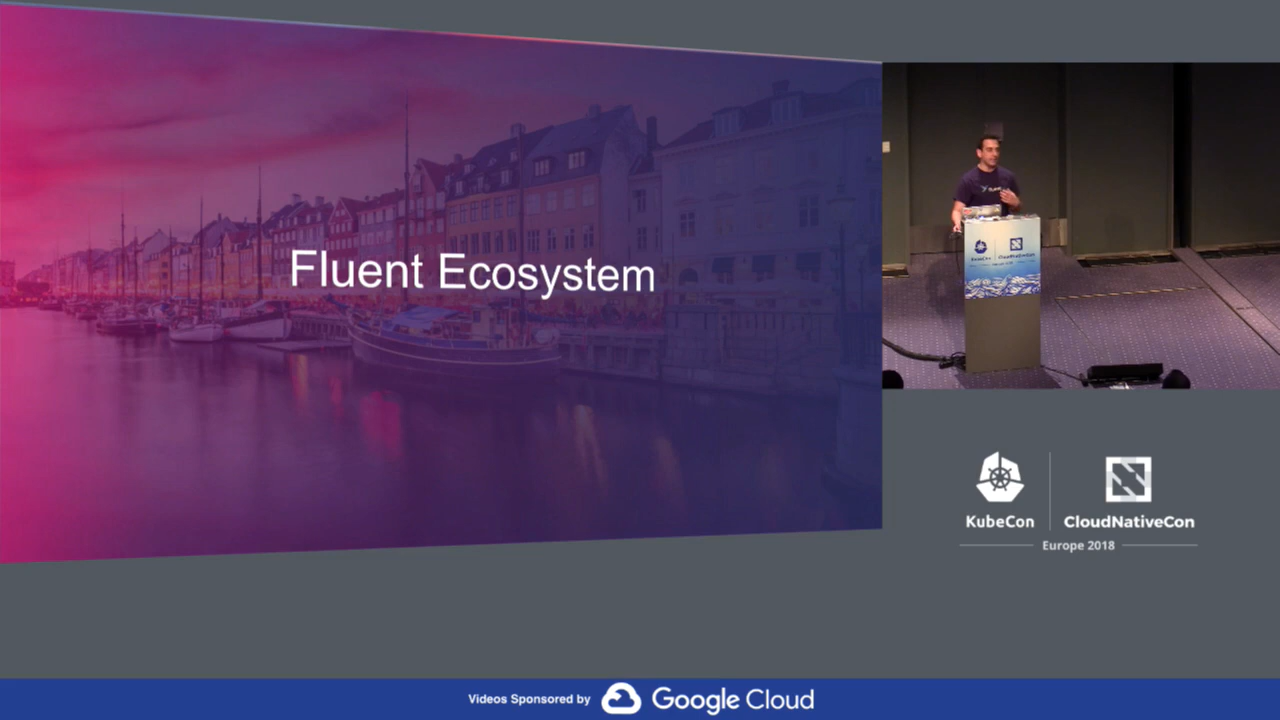 Fluent Ecosystem
KubeCon
CloudNativeCon
Europe 2018
Videos Sponsored by
Google Cloud